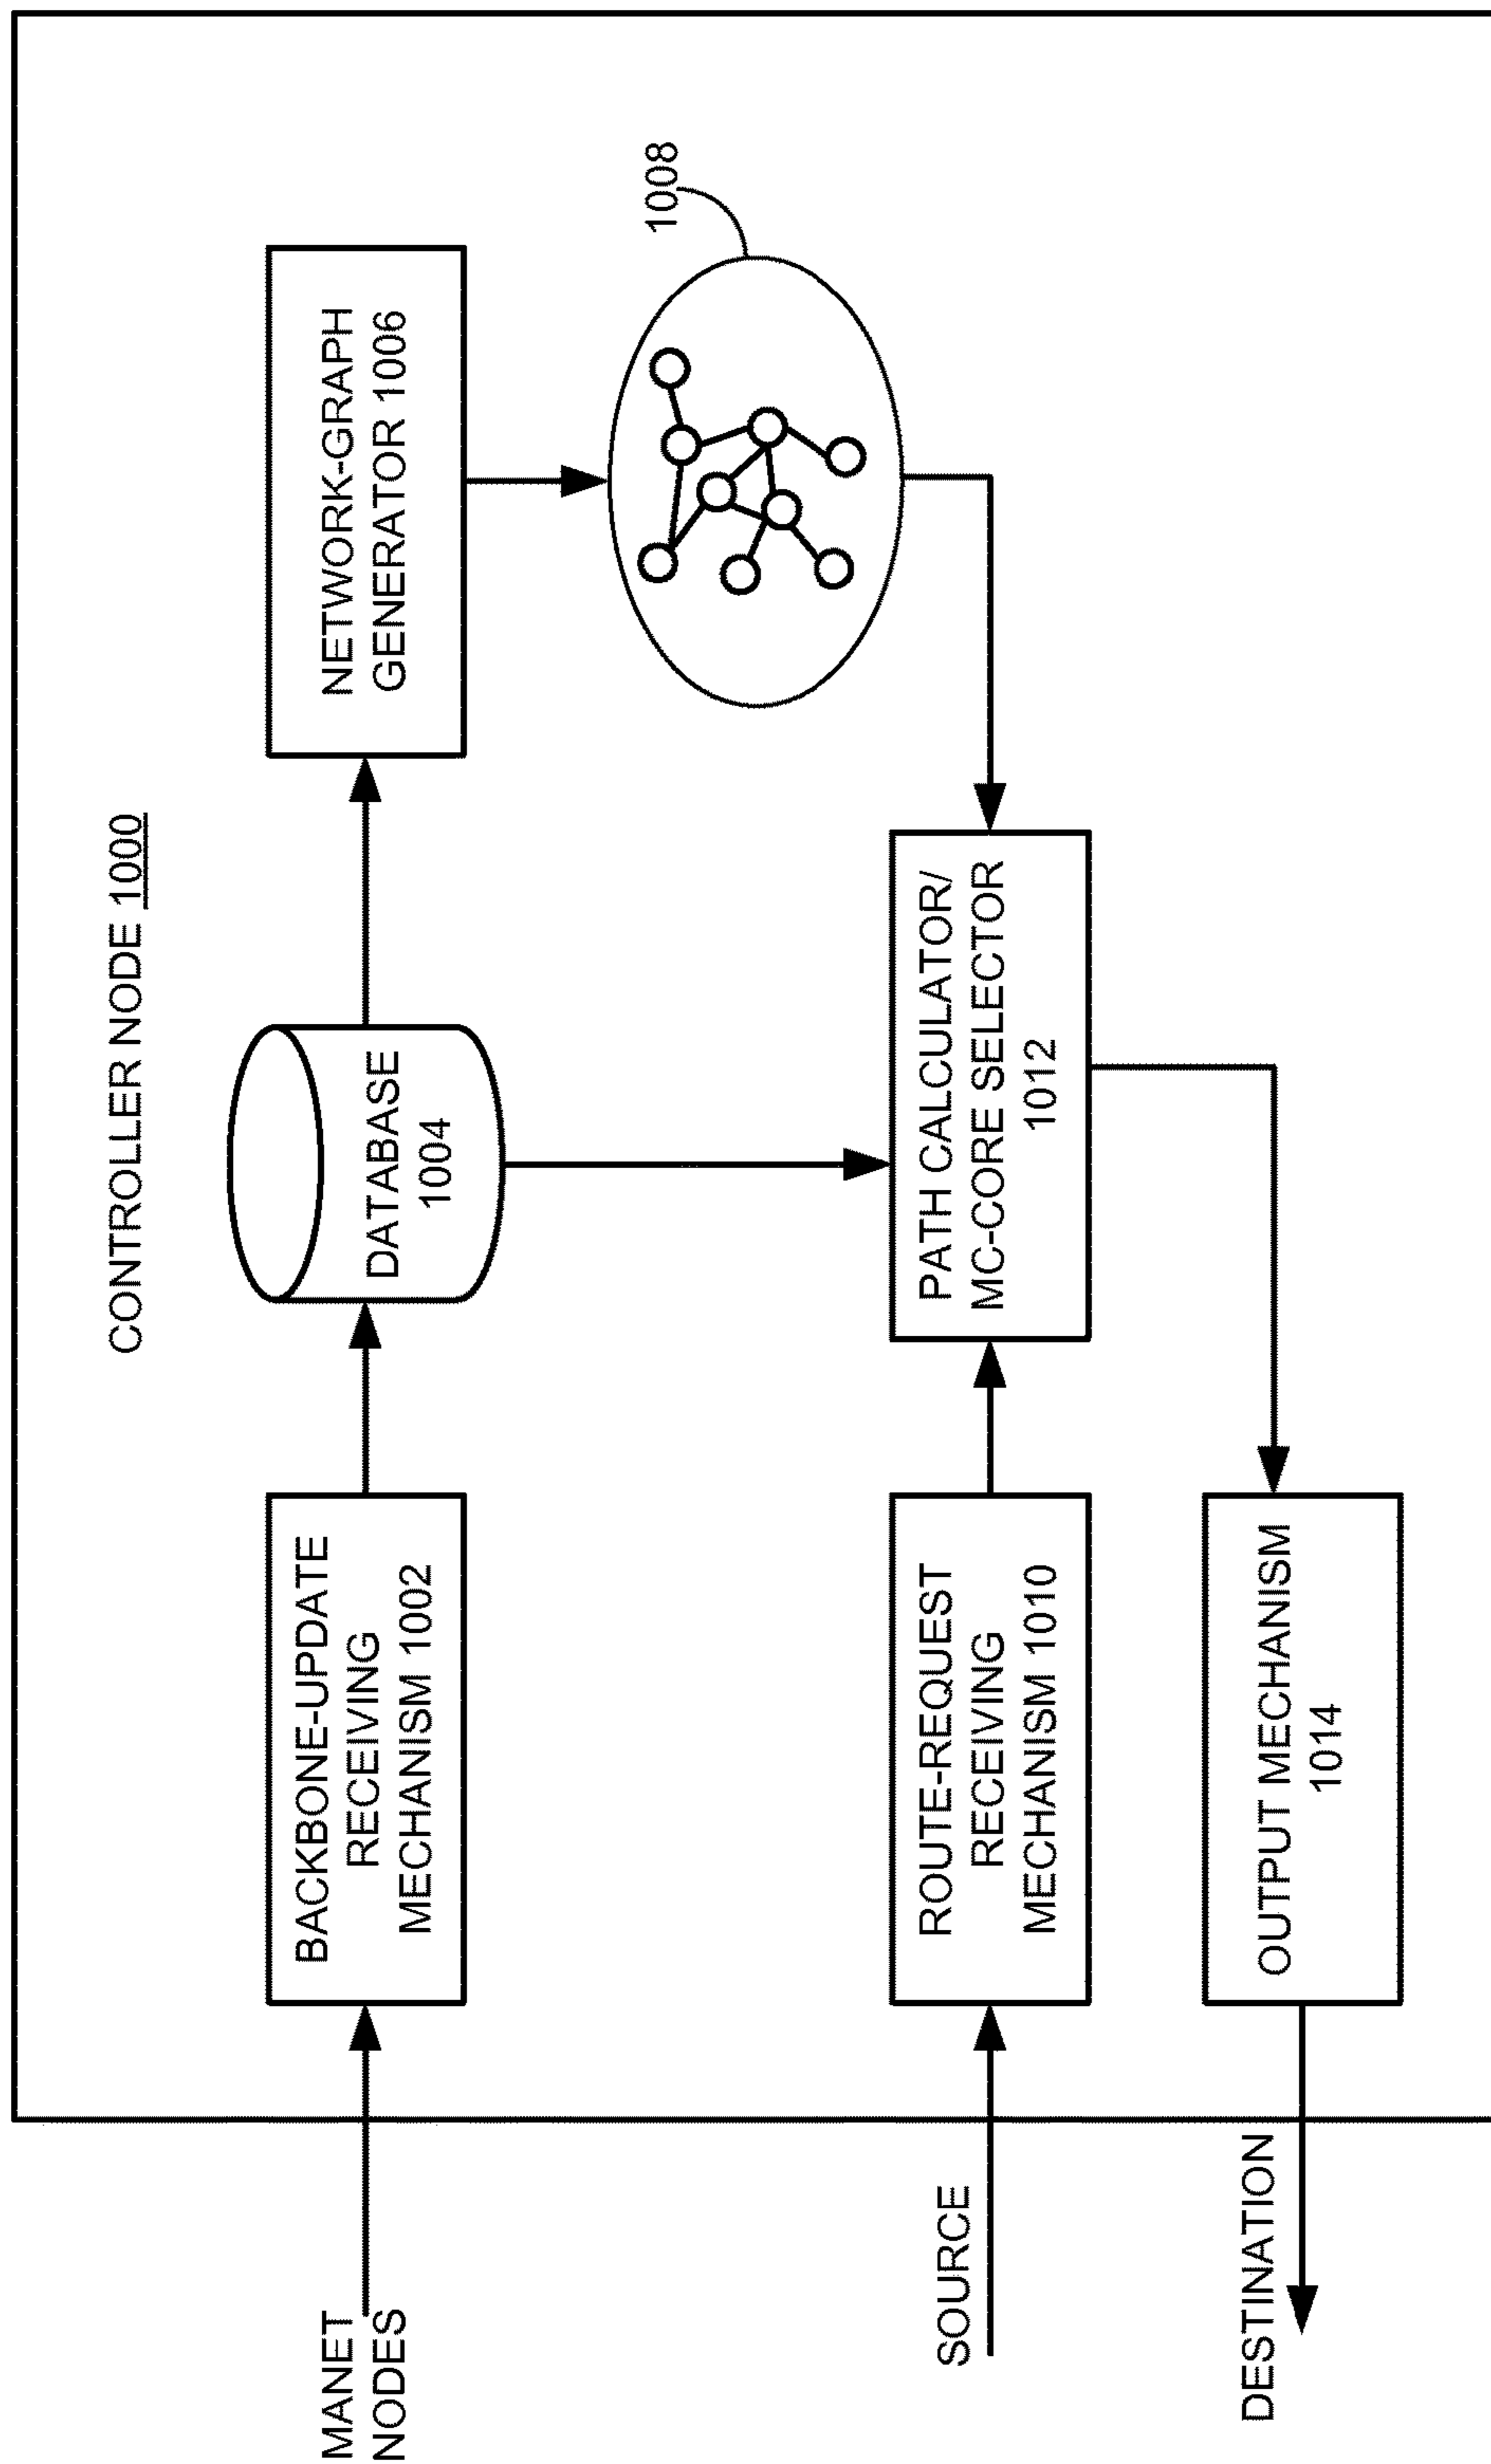 CONTROLLER NODE 1000
MANET
NODES
BACKBONE-UPDATE
RECEIVING
MECHANISM 1002
DATABASE
1004
NETWORK-GRAPH
GENERATOR 1006
1008
SOURCE
ROUTE-REQUEST
RECEIVING
MECHANISM 1010
PATH CALCULATOR/
MC-CORE SELECTOR
1012
DESTINATION
OUTPUT MECHANISM
1014